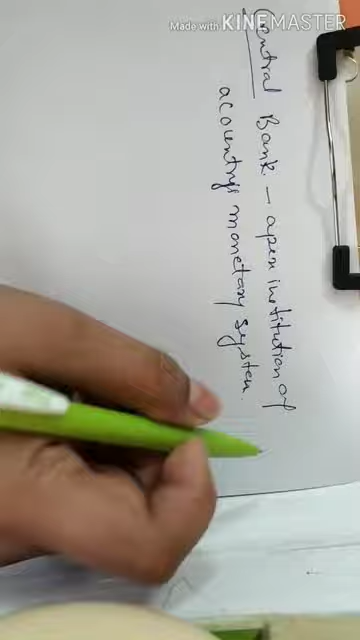 Made with KINEMASTER
Central Bank – apex institution of
a country's monetary system.